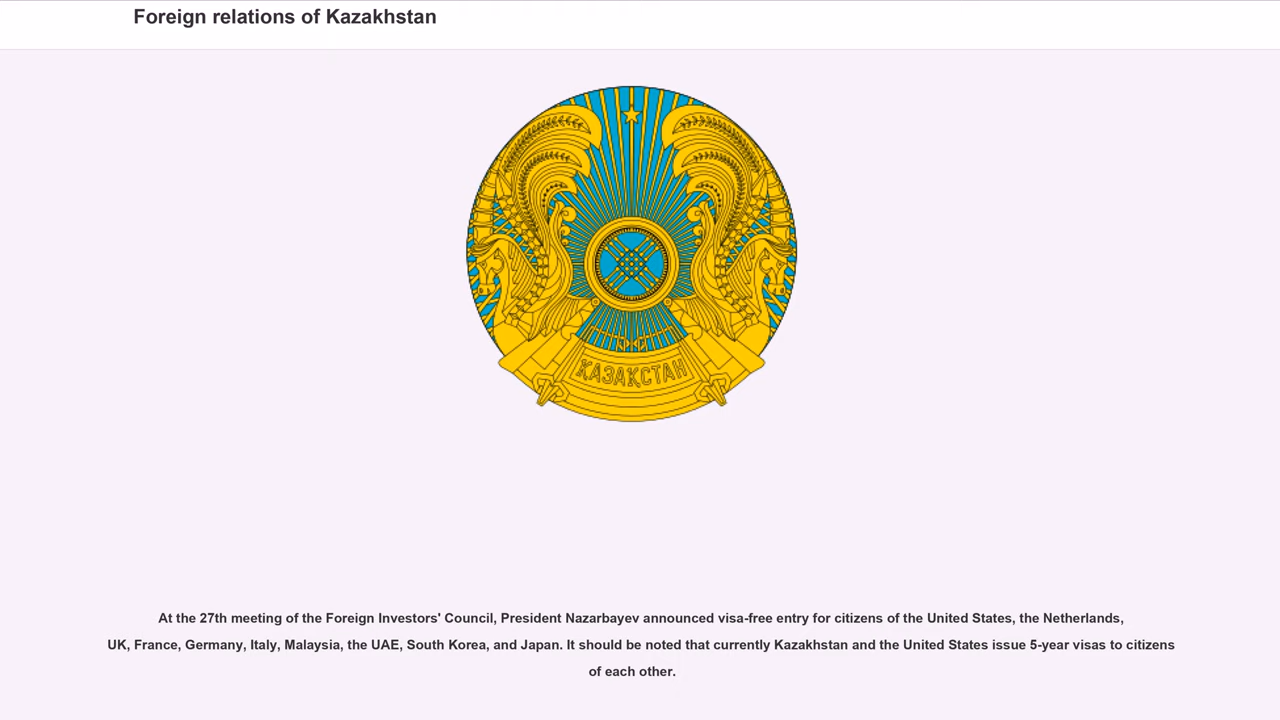 Foreign relations of Kazakhstan
ҚАЗАҚСТАН
At the 27th meeting of the Foreign Investors' Council, President Nazarbayev announced visa-free entry for citizens of the United States, the Netherlands,
UK, France, Germany, Italy, Malaysia, the UAE, South Korea, and Japan. It should be noted that currently Kazakhstan and the United States issue 5-year visas to citizens
of each other.